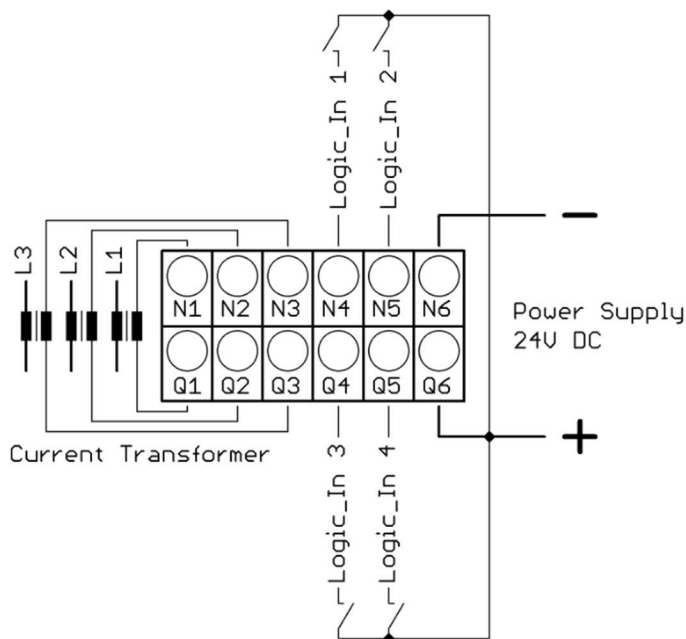 Logic_In 1
Logic_In 2
L3
L2
L1
N1 N2 N3 N4 N5 N6
Q1 Q2 Q3 Q4 Q5 Q6
−
Power Supply
24V DC
+
Current Transformer
Logic_In 3
Logic_In 4